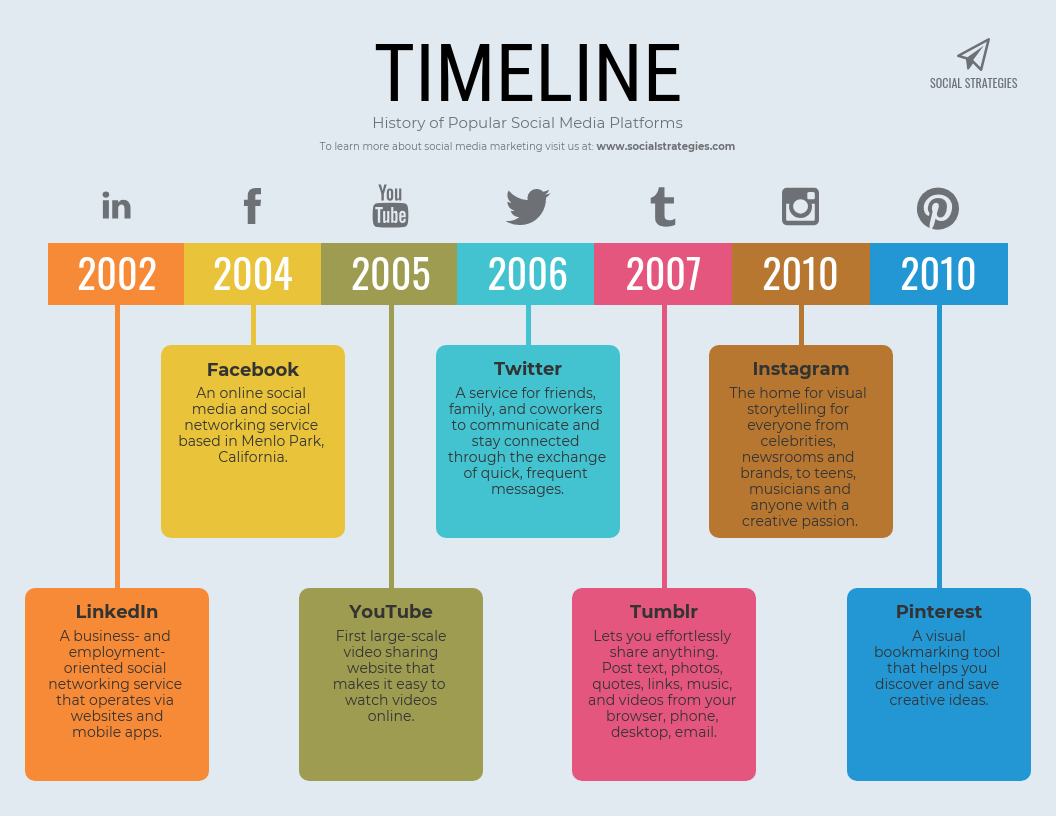 TIMELINE
SOCIAL STRATEGIES
History of Popular Social Media Platforms
To learn more about social media marketing visit us at: www.socialstrategies.com
in
f
You
Tube
t
2002
2004
2005
2006
2007
2010
2010
Facebook
An online social
media and social
networking service
based in Menlo Park,
California.
Twitter
A service for friends,
family, and coworkers
to communicate and
stay connected
through the exchange
of quick, frequent
messages.
Instagram
The home for visual
storytelling for
everyone from
celebrities,
newsrooms and
brands, to teens,
musicians and
anyone with a
creative passion.
LinkedIn
A business- and
employment-
oriented social
networking service
that operates via
websites and
mobile apps.
YouTube
First large-scale
video sharing
website that
makes it easy to
watch videos
online.
Tumblr
Lets you effortlessly
share anything.
Post text, photos,
quotes, links, music,
and videos from your
browser, phone,
desktop, email.
Pinterest
A visual
bookmarking tool
that helps you
discover and save
creative ideas.